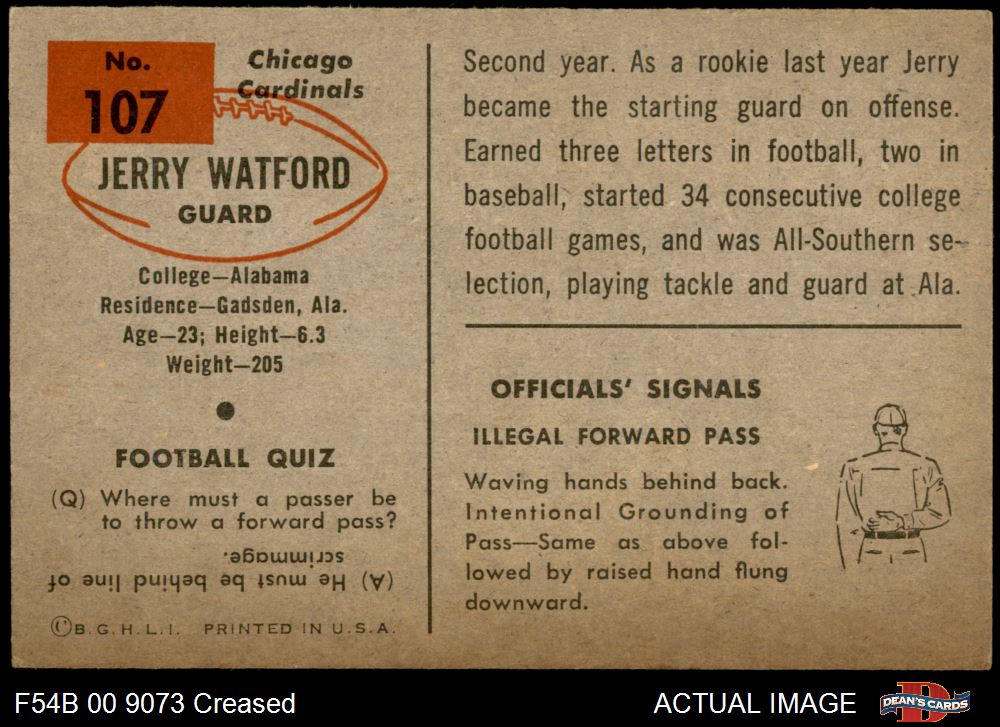 No.
107
Chicago
Cardinals
JERRY WATFORD
GUARD
College—Alabama
Residence—Gadsden, Ala.
Age—23; Height—6.3
Weight—205
FOOTBALL QUIZ
(Q) Where must a passer be
to throw a forward pass?
(A) He must be behind line of
scrimmage.
©B.G.H.L.I. PRINTED IN U.S.A.
Second year. As a rookie last year Jerry
became the starting guard on offense.
Earned three letters in football, two in
baseball, started 34 consecutive college
football games, and was All-Southern se-
lection, playing tackle and guard at Ala.
OFFICIALS' SIGNALS
ILLEGAL FORWARD PASS
Waving hands behind back.
Intentional Grounding of
Pass—Same as above fol-
lowed by raised hand flung
downward.
F54B 00 9073 Creased
ACTUAL IMAGE
DEAN'S CARDS